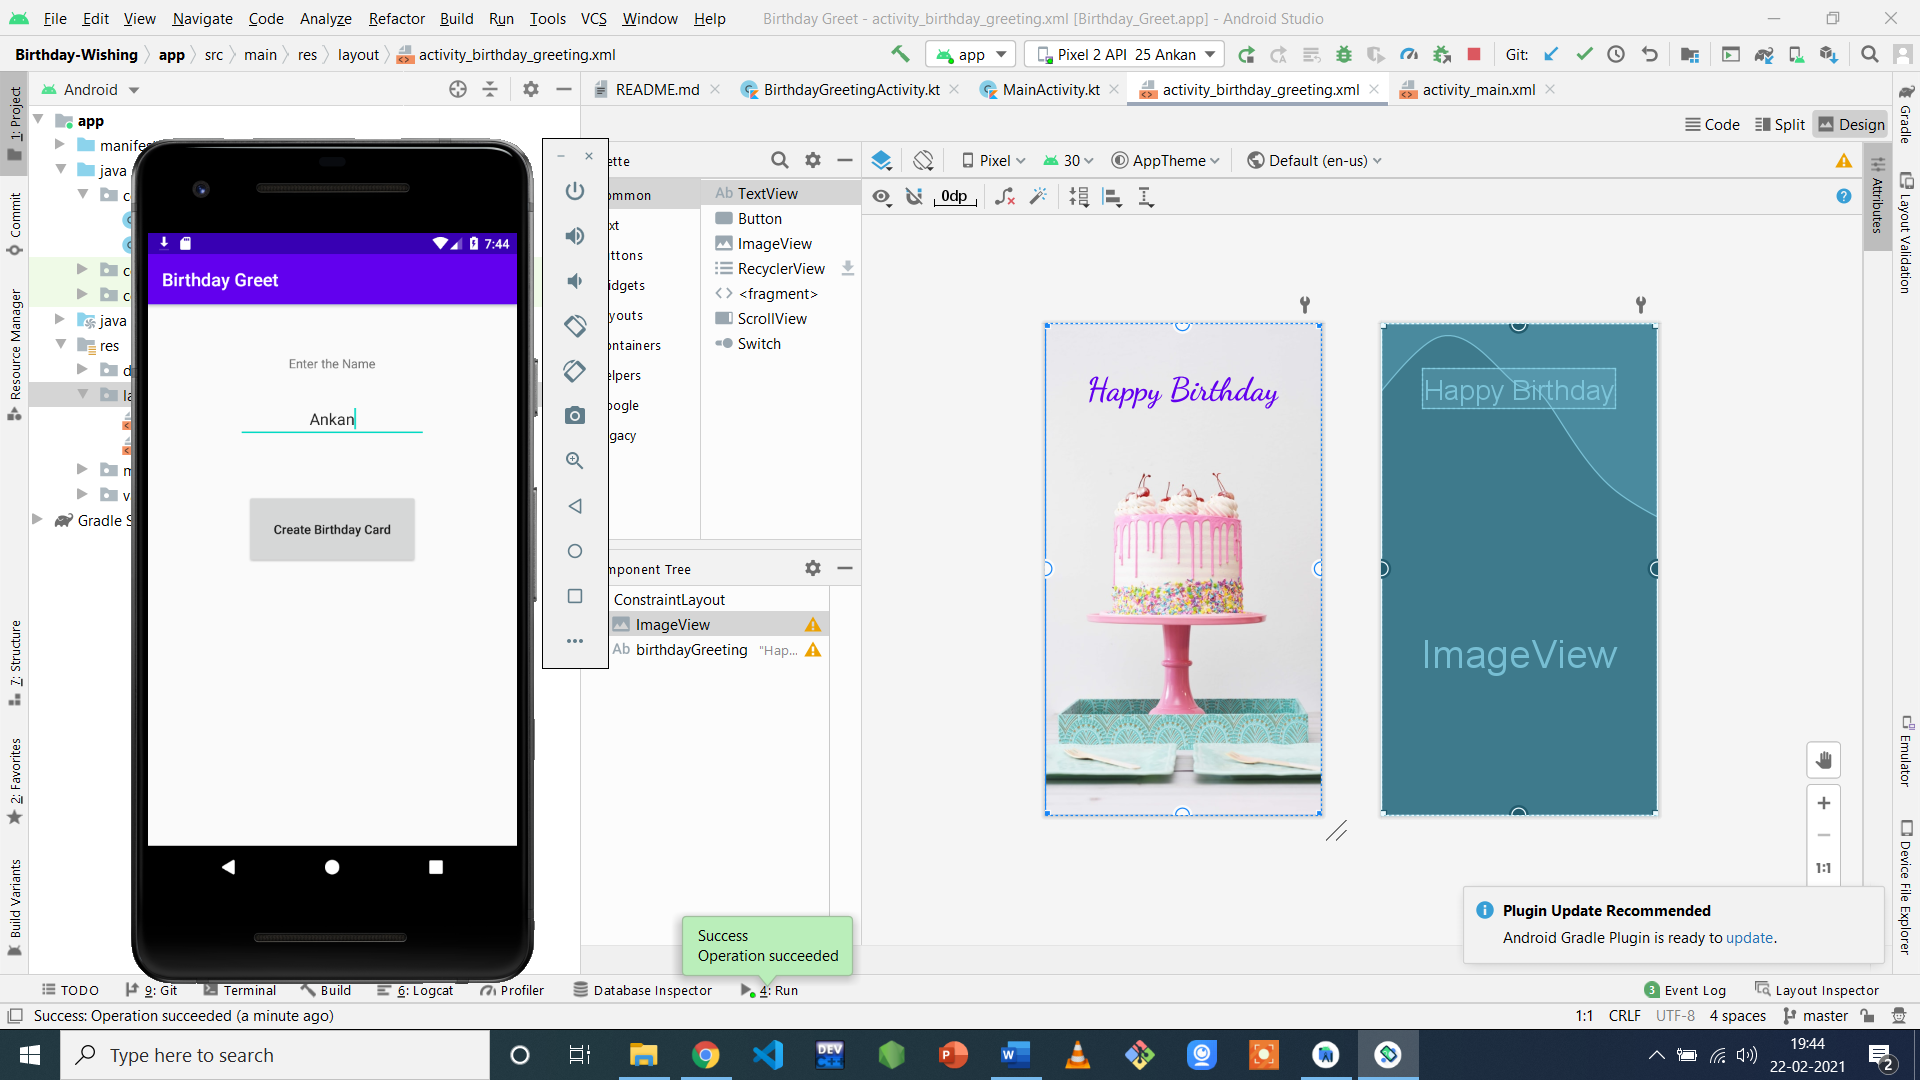 File Edit View Navigate Code Analyze Refactor Build Run Tools VCS Window Help Birthday Greet - activity_birthday_greeting.xml [Birthday_Greet.app] - Android Studio
Birthday-Wishing app src main res layout activity_birthday_greeting.xml app Pixel 2 API 25 Ankan Git:
Android README.md BirthdayGreetingActivity.kt MainActivity.kt activity_birthday_greeting.xml activity_main.xml
1: Project
Commit
Resource Manager
7: Structure
2: Favorites
Build Variants
app
manifes
java
java
res
Gradle S
7:44
Birthday Greet
Enter the Name
Ankan
Create Birthday Card
ette
ommon
xt
ttons
idgets
youts
ontainers
elpers
oogle
gacy
Ab TextView
Button
ImageView
RecyclerView
<fragment>
ScrollView
Switch
mponent Tree
ConstraintLayout
ImageView
Ab birthdayGreeting "Hap...
Code Split Design
Pixel 30 AppTheme Default (en-us)
0dp
Happy Birthday
Happy Birthday
ImageView
1:1
Gradle
Attributes
Layout Validation
Emulator
Device File Explorer
Plugin Update Recommended
Android Gradle Plugin is ready to update.
Success
Operation succeeded
TODO 9: Git Terminal Build 6: Logcat Profiler Database Inspector 4: Run 3 Event Log Layout Inspector
Success: Operation succeeded (a minute ago) 1:1 CRLF UTF-8 4 spaces master
Type here to search
DEV
C++
19:44
22-02-2021
2